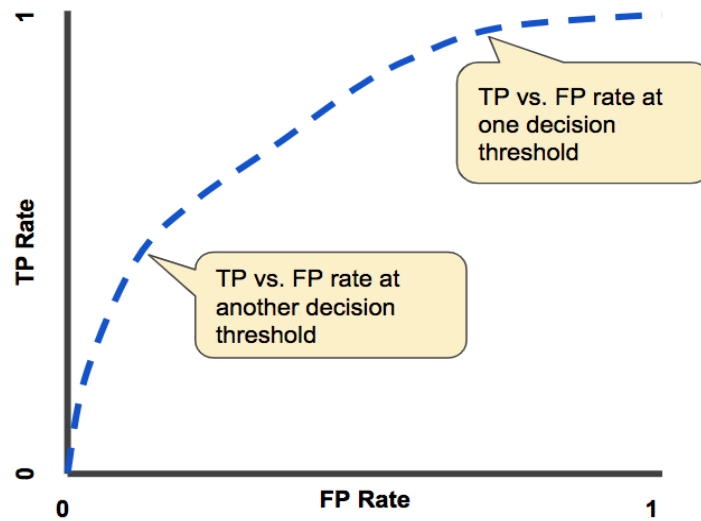 1
TP vs. FP rate at
one decision
threshold
TP Rate
TP vs. FP rate at
another decision
threshold
0
0
FP Rate
1